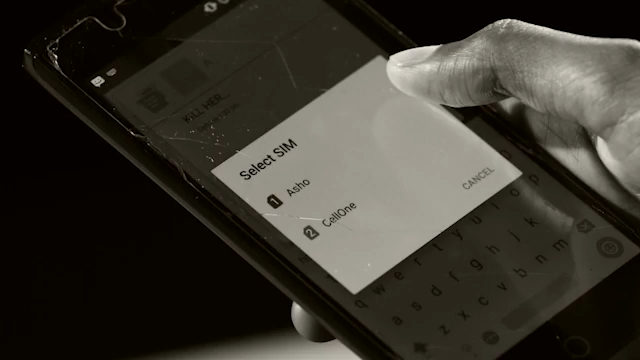 KILL HER...
Select SIM
1 Asho
2 CellOne
CANCEL
q w e r t y u i o p
a s d f g h j k l
z x c v b n m